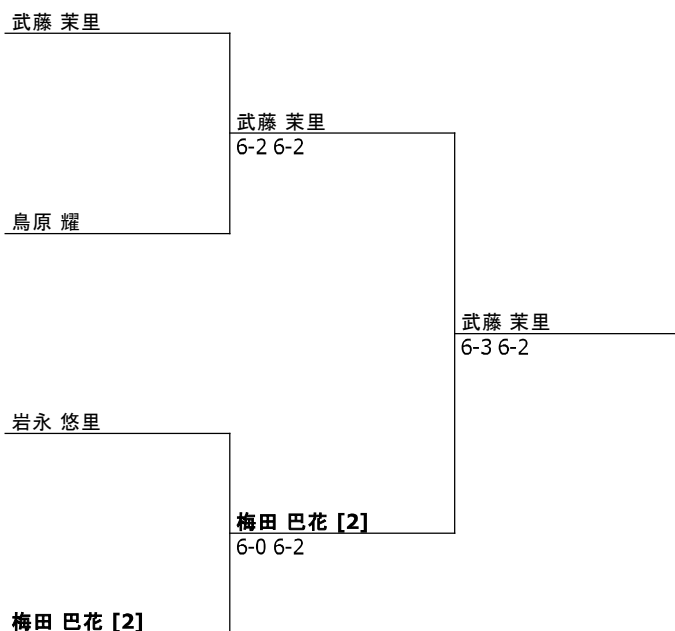 武藤 茉里
武藤 茉里
6-2 6-2
鳥原 耀
武藤 茉里
6-3 6-2
岩永 悠里
梅田 巴花 [2]
6-0 6-2
梅田 巴花 [2]